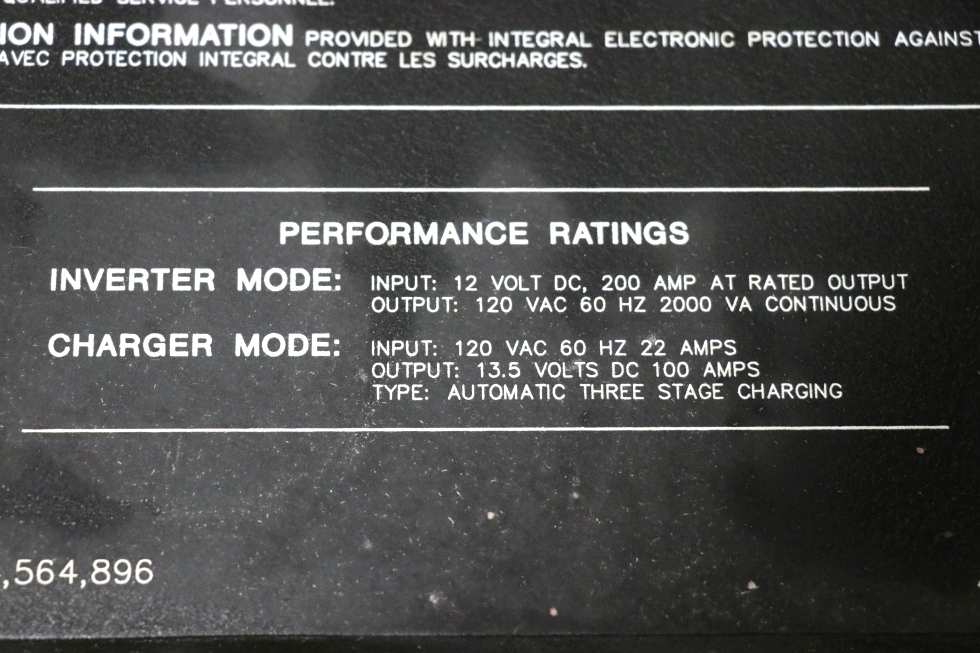 QUALIFIED SERVICE PERSONNEL.
ION INFORMATION PROVIDED WITH INTEGRAL ELECTRONIC PROTECTION AGAINST
AVEC PROTECTION INTEGRAL CONTRE LES SURCHARGES.
PERFORMANCE RATINGS
INVERTER MODE: INPUT: 12 VOLT DC, 200 AMP AT RATED OUTPUT
OUTPUT: 120 VAC 60 HZ 2000 VA CONTINUOUS
CHARGER MODE: INPUT: 120 VAC 60 HZ 22 AMPS
OUTPUT: 13.5 VOLTS DC 100 AMPS
TYPE: AUTOMATIC THREE STAGE CHARGING
,564,896